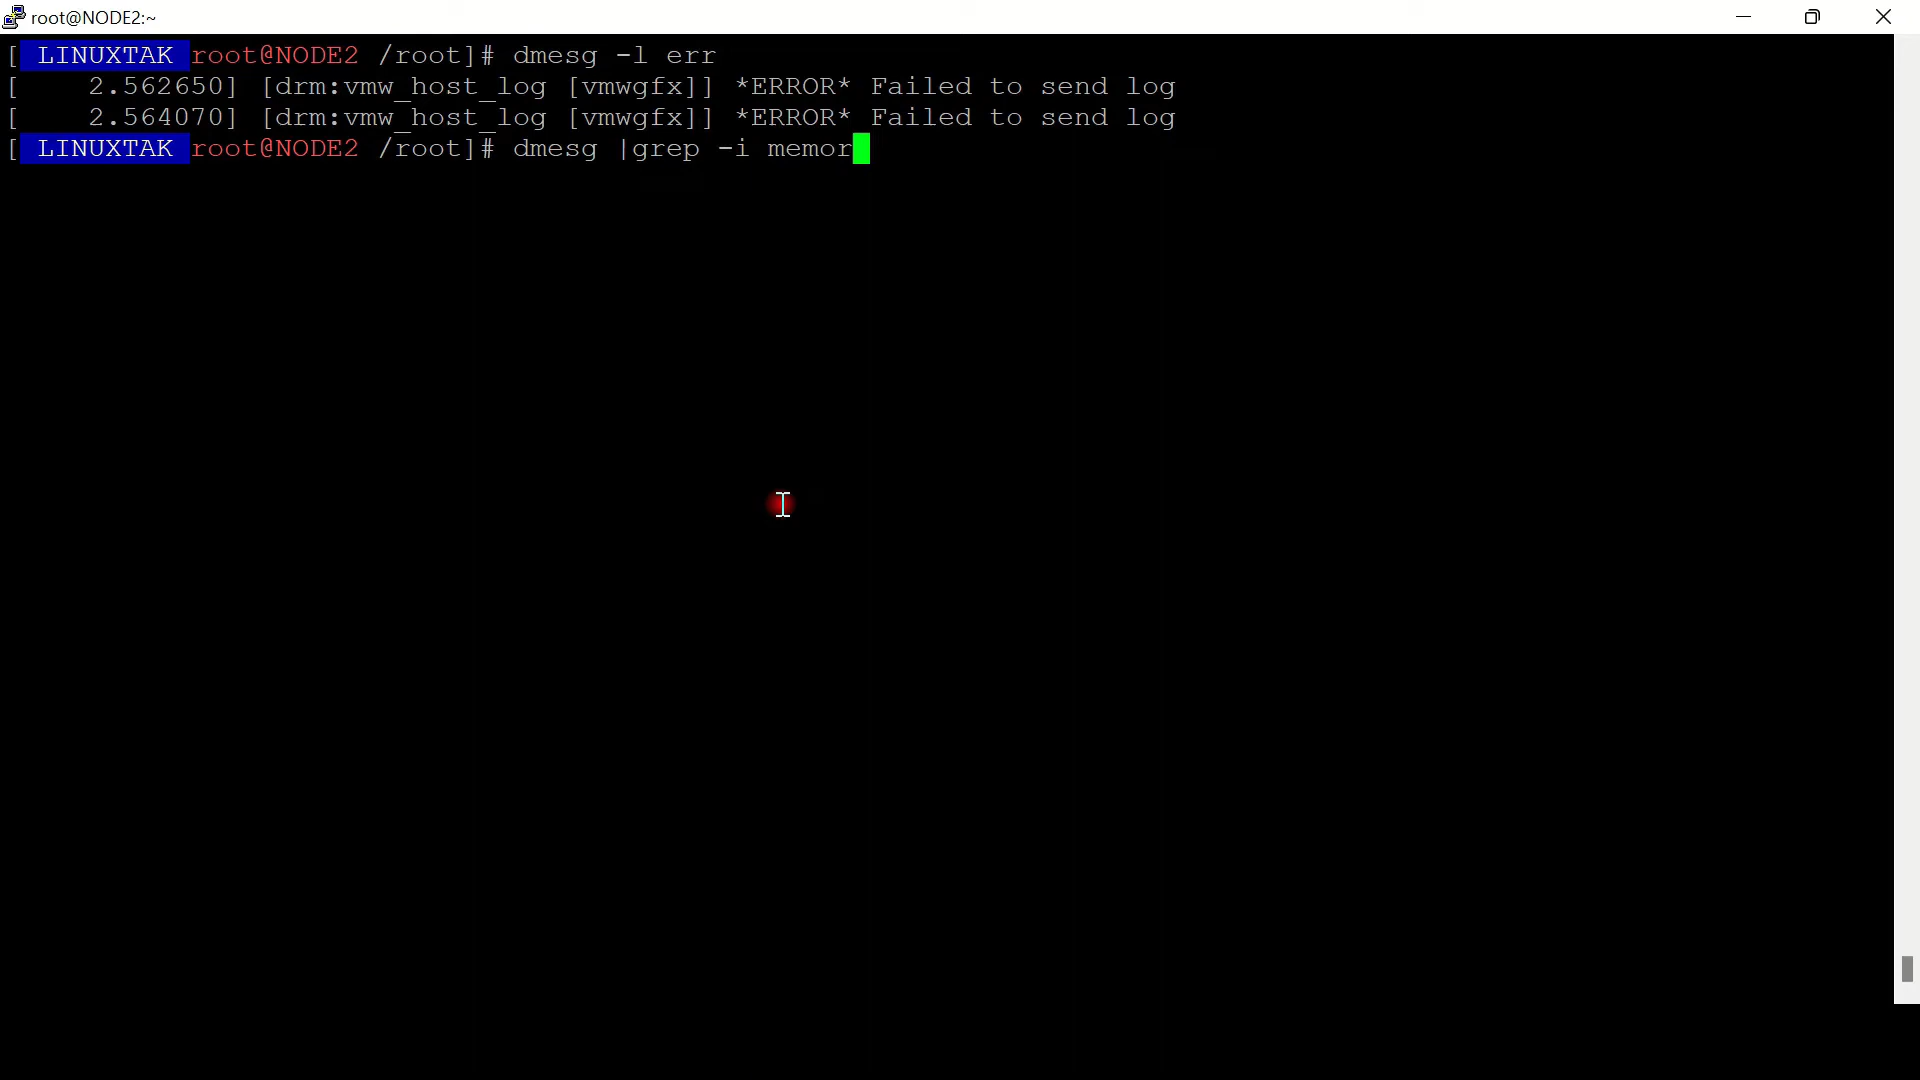 root@NODE2:~
[ LINUXTAK root@NODE2 /root]# dmesg -l err
[    2.562650] [drm:vmw_host_log [vmwgfx]] *ERROR* Failed to send log
[    2.564070] [drm:vmw_host_log [vmwgfx]] *ERROR* Failed to send log
[ LINUXTAK root@NODE2 /root]# dmesg |grep -i memor